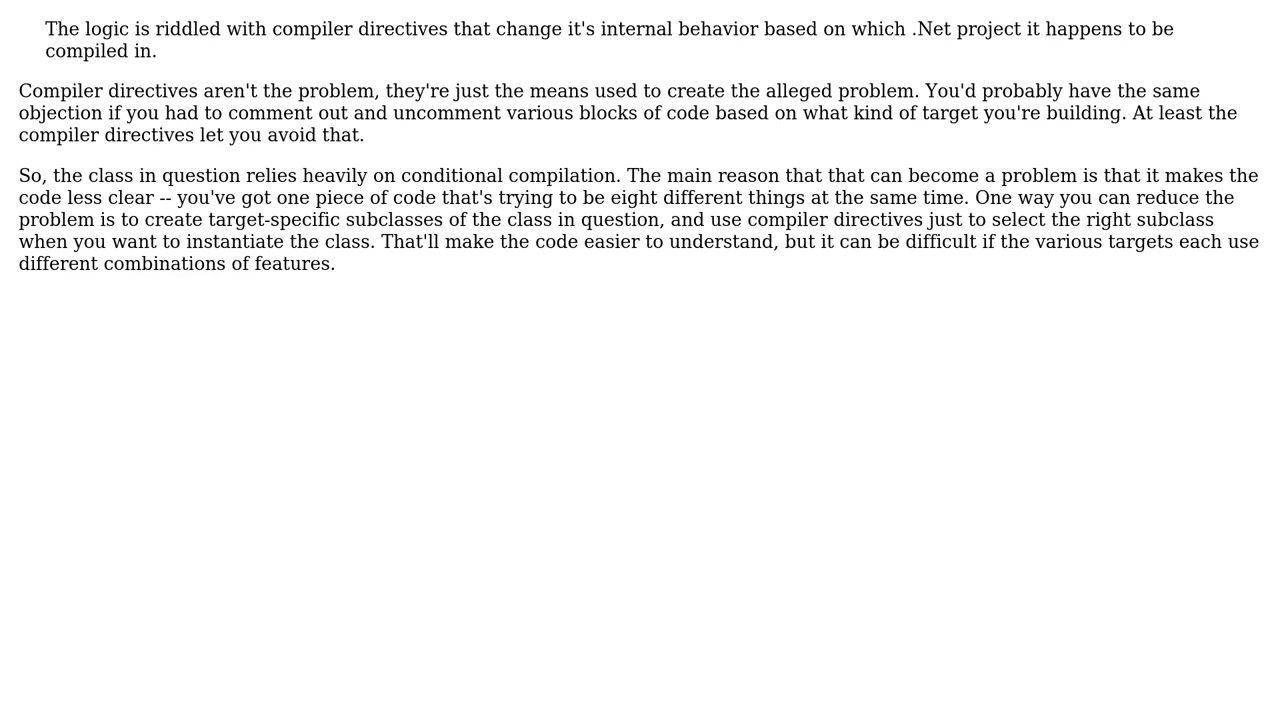 The logic is riddled with compiler directives that change it's internal behavior based on which .Net project it happens to be
compiled in.
Compiler directives aren't the problem, they're just the means used to create the alleged problem. You'd probably have the same
objection if you had to comment out and uncomment various blocks of code based on what kind of target you're building. At least the
compiler directives let you avoid that.
So, the class in question relies heavily on conditional compilation. The main reason that that can become a problem is that it makes the
code less clear -- you've got one piece of code that's trying to be eight different things at the same time. One way you can reduce the
problem is to create target-specific subclasses of the class in question, and use compiler directives just to select the right subclass
when you want to instantiate the class. That'll make the code easier to understand, but it can be difficult if the various targets each use
different combinations of features.